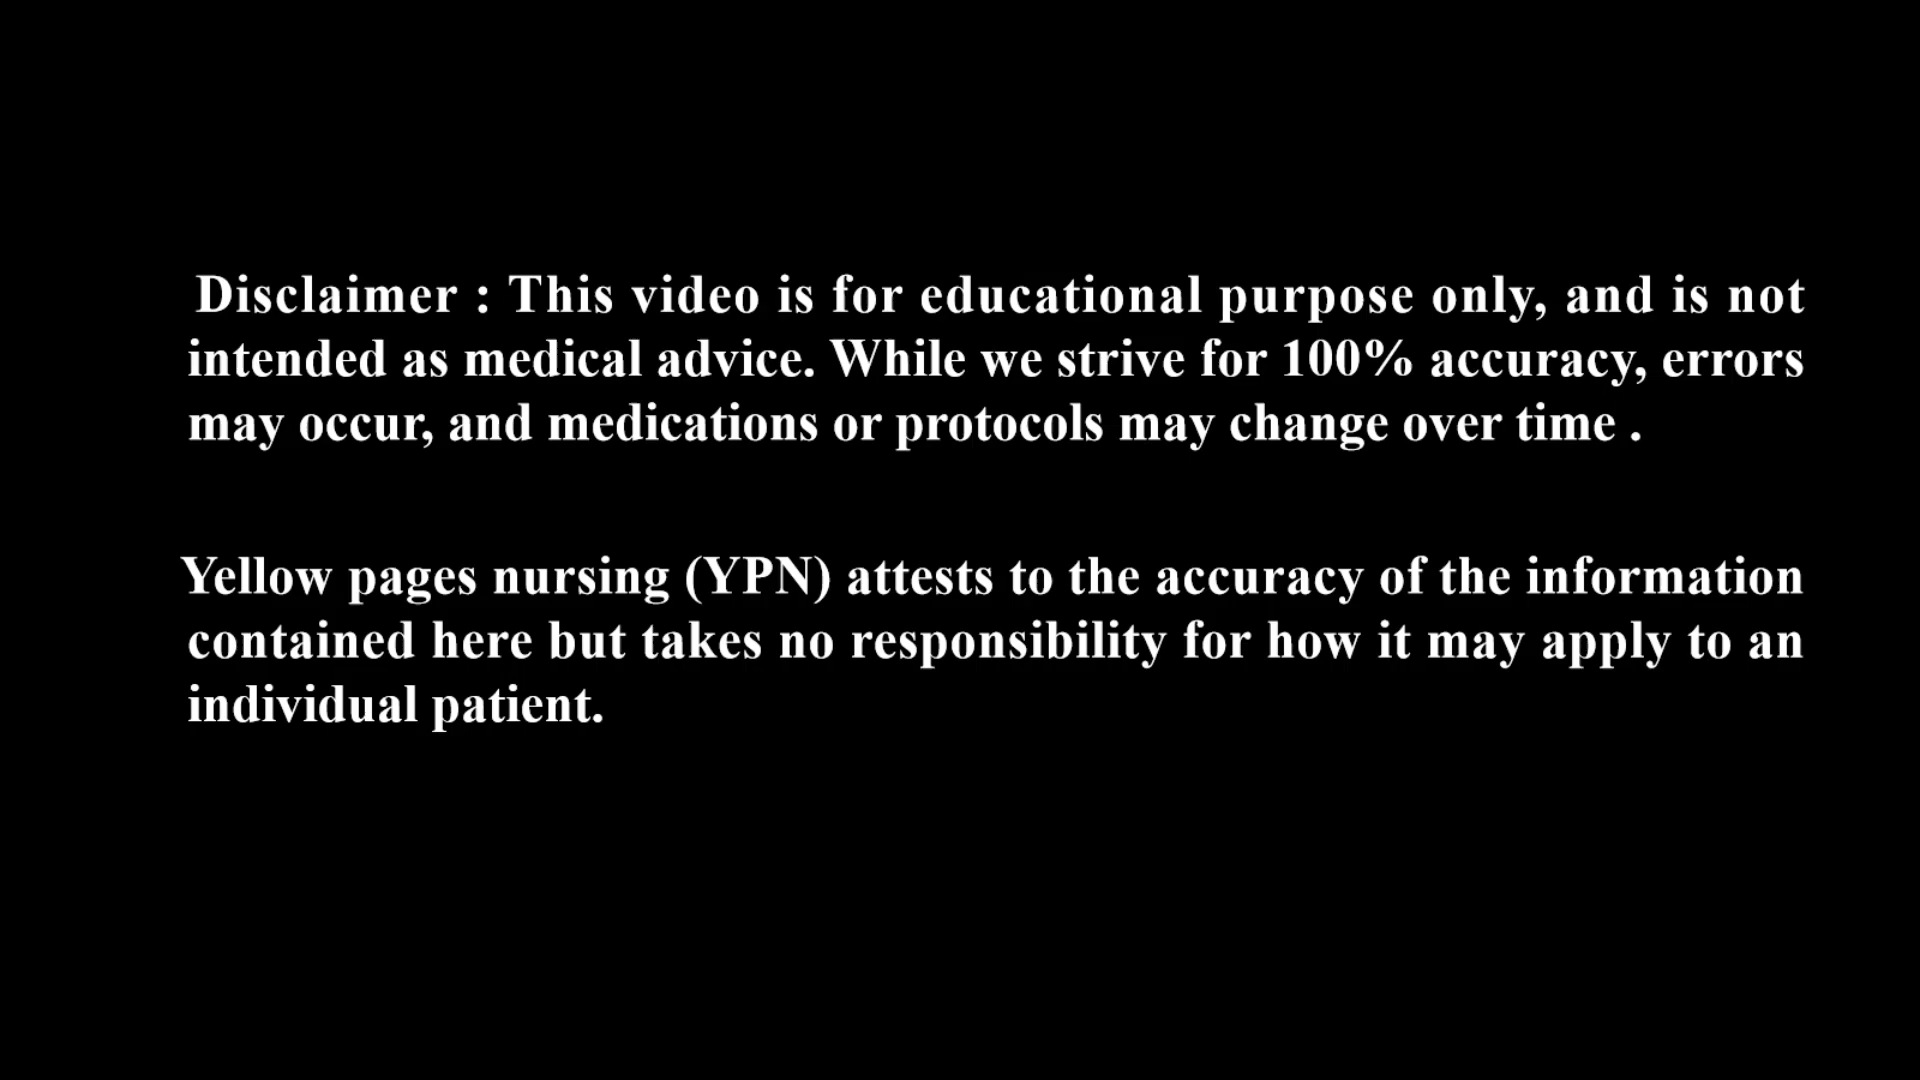 Disclaimer : This video is for educational purpose only, and is not
intended as medical advice. While we strive for 100% accuracy, errors
may occur, and medications or protocols may change over time .
Yellow pages nursing (YPN) attests to the accuracy of the information
contained here but takes no responsibility for how it may apply to an
individual patient.